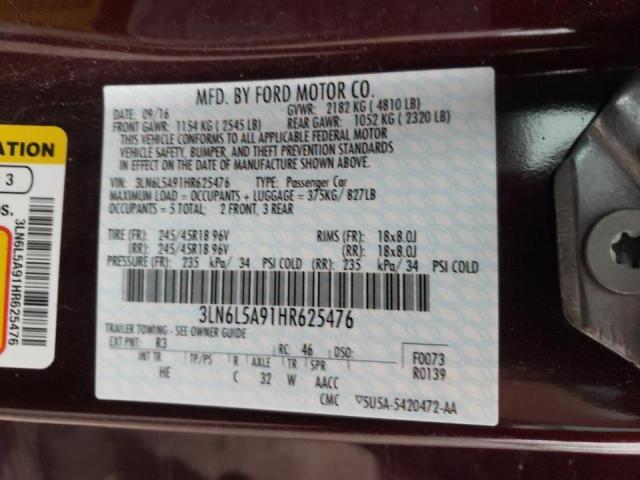 MFD. BY FORD MOTOR CO.
DATE: 09/16 GVWR: 2182 KG ( 4810 LB)
FRONT GAWR: 1154 KG ( 2545 LB) REAR GAWR: 1052 KG ( 2320 LB)
THIS VEHICLE CONFORMS TO ALL APPLICABLE FEDERAL MOTOR
VEHICLE SAFETY, BUMPER, AND THEFT PREVENTION STANDARDS
IN EFFECT ON THE DATE OF MANUFACTURE SHOWN ABOVE.
VIN: 3LN6L5A91HR625476 TYPE: Passenger Car
MAXIMUM LOAD = OCCUPANTS + LUGGAGE = 375KG/ 827LB
OCCUPANTS = 5 TOTAL; 2 FRONT, 3 REAR
TIRE (FR): 245/45R18 96V RIMS (FR): 18x8.0J
(RR): 245/45R18 96V (RR): 18x8.0J
PRESSURE (FR): 235 kPa/ 34 PSI COLD (RR): 235 kPa/ 34 PSI COLD
3LN6L5A91HR625476
TRAILER TOWING - SEE OWNER GUIDE
EXT PNT: R3 RC: 46 DSO:
INT TR TP/PS R AXLE TR SPR
HE C 32 W AACC
CMC 5U5A-5420472-AA
F0073
R0139
ATION
3
os.
3LN6L5A91HR625476